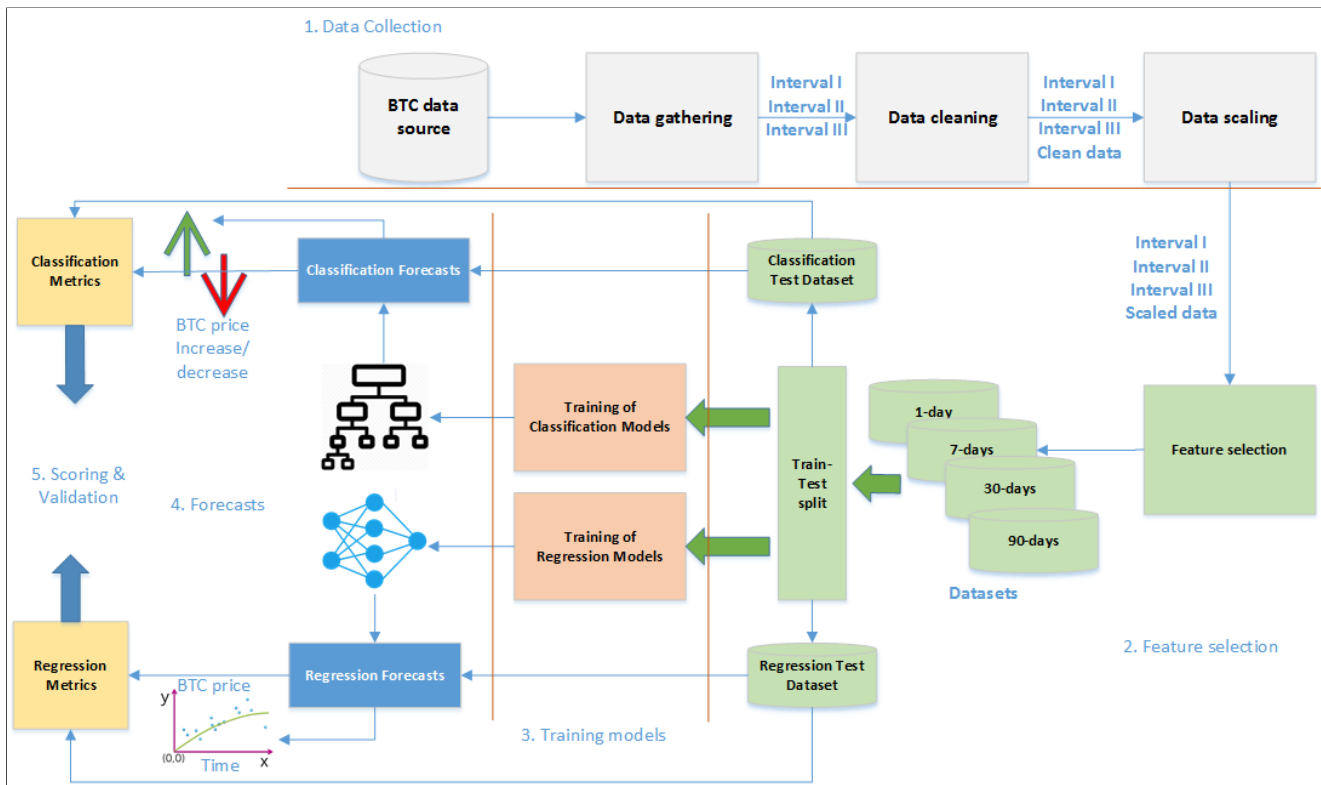 1. Data Collection
BTC data
source
Data gathering
Interval I
Interval II
Interval III
Data cleaning
Interval I
Interval II
Interval III
Clean data
Data scaling
Interval I
Interval II
Interval III
Scaled data
Classification
Metrics
Classification Forecasts
Classification
Test Dataset
BTC price
Increase/
decrease
Training of
Classification Models
Train-
Test
split
1-day
7-days
30-days
90-days
Datasets
Feature selection
2. Feature selection
5. Scoring &
Validation
4. Forecasts
Training of
Regression Models
Regression
Metrics
Regression Forecasts
Regression Test
Dataset
BTC price
y
(0,0)
Time
x
3. Training models